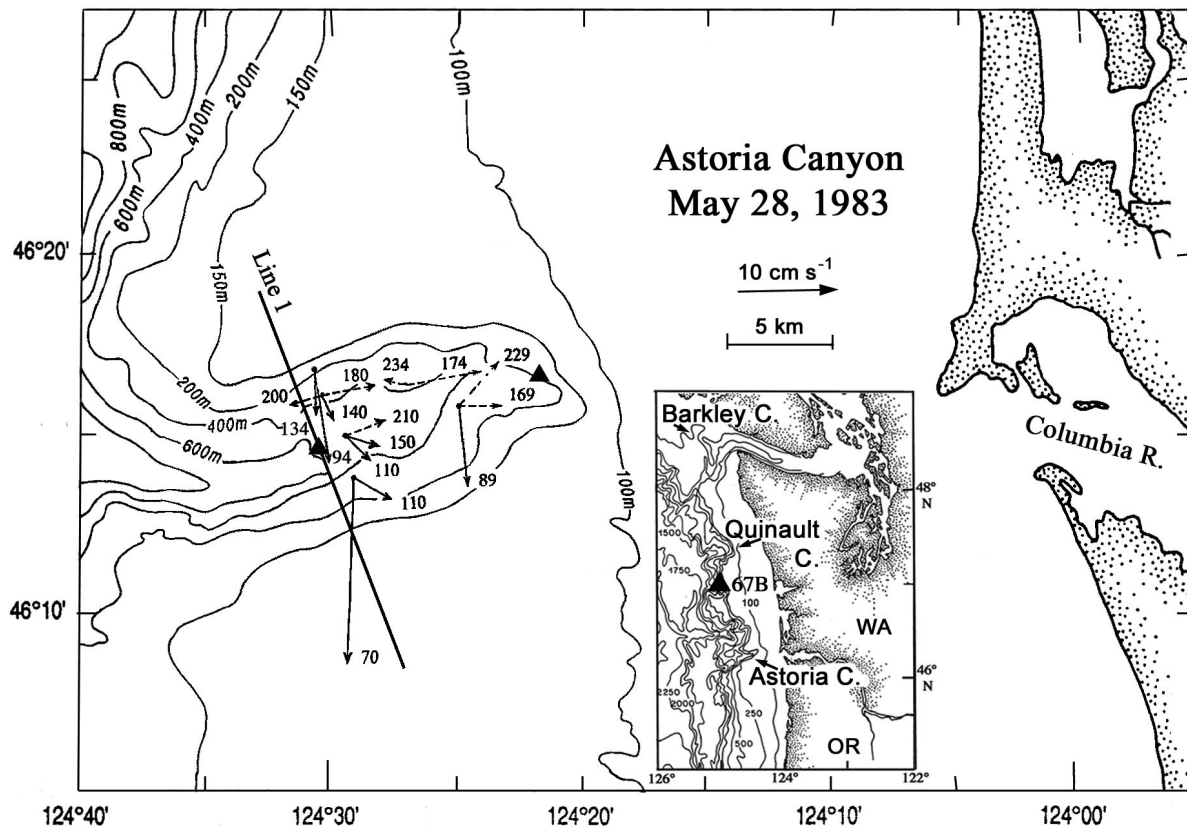 800m
600m
400m
200m
150m
100m
Astoria Canyon
May 28, 1983
10 cm s⁻¹
5 km
46°20'
Line 1
150m
200m
400m
600m
200
180
234
174
229
140
210
169
134
150
94
110
110
89
100m
70
46°10'
Columbia R.
Barkley C.
48°
N
Quinault
C.
1500
1750
67B
100
WA
Astoria C.
46°
N
2250
2000
250
500
OR
126°
124°
122°
124°40'
124°30'
124°20'
124°10'
124°00'